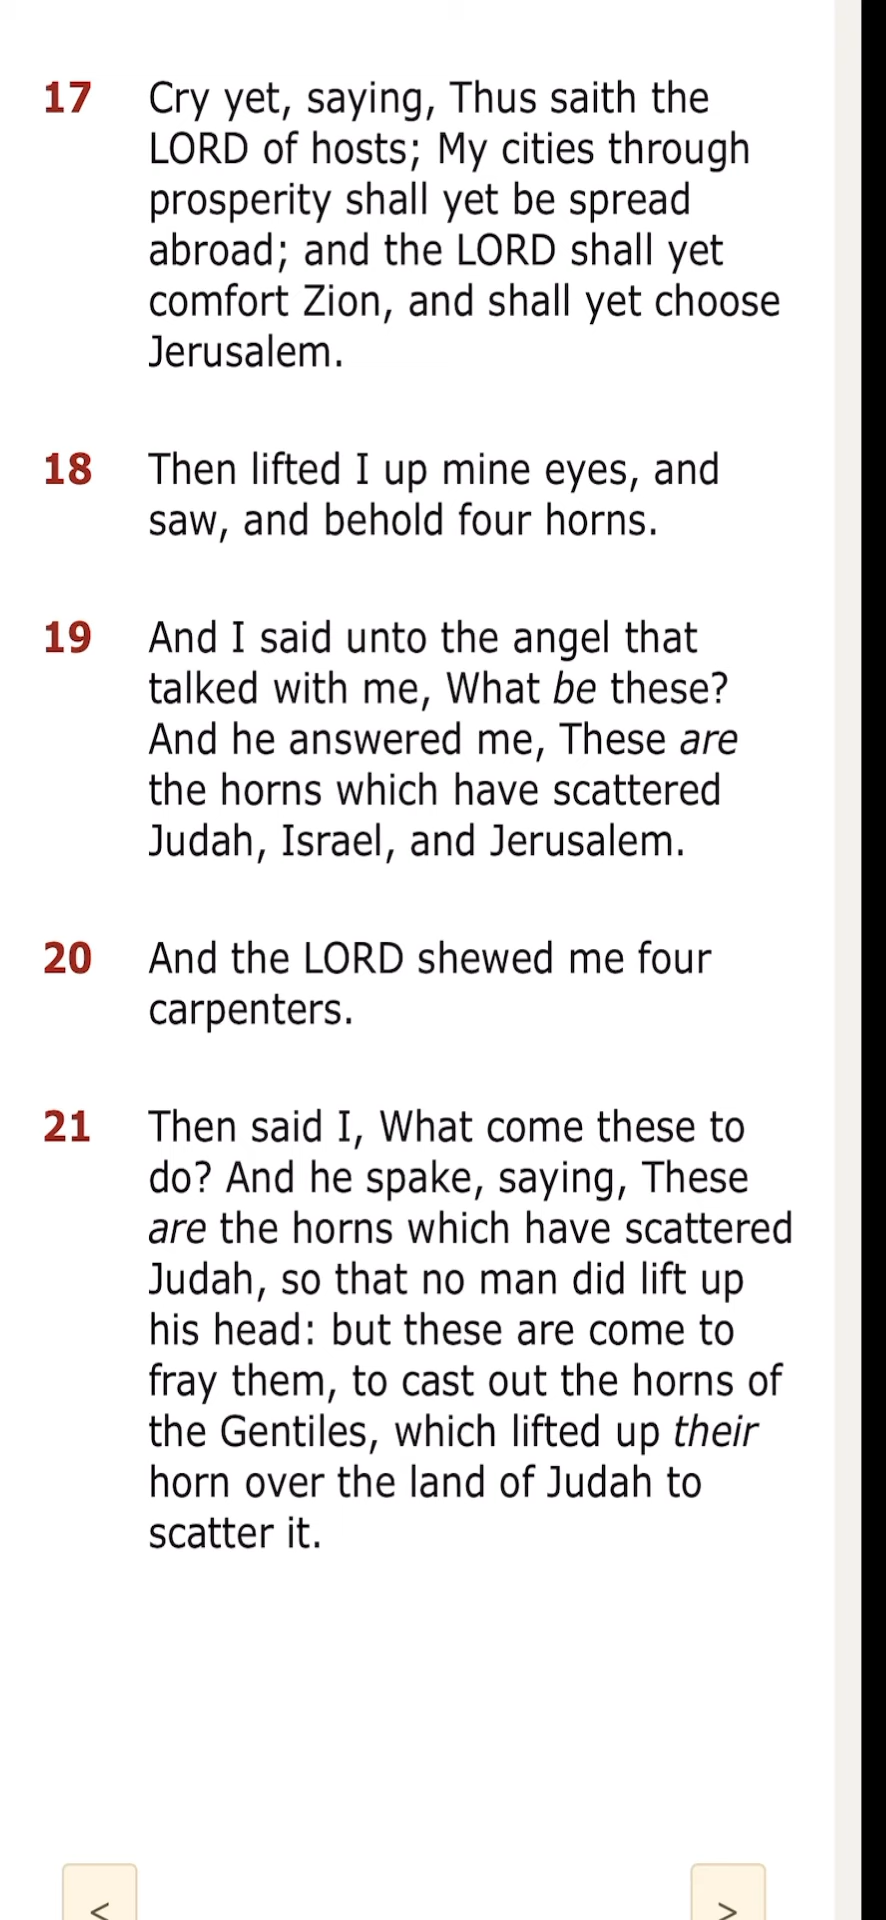 17 Cry yet, saying, Thus saith the
LORD of hosts; My cities through
prosperity shall yet be spread
abroad; and the LORD shall yet
comfort Zion, and shall yet choose
Jerusalem.
18 Then lifted I up mine eyes, and
saw, and behold four horns.
19 And I said unto the angel that
talked with me, What be these?
And he answered me, These are
the horns which have scattered
Judah, Israel, and Jerusalem.
20 And the LORD shewed me four
carpenters.
21 Then said I, What come these to
do? And he spake, saying, These
are the horns which have scattered
Judah, so that no man did lift up
his head: but these are come to
fray them, to cast out the horns of
the Gentiles, which lifted up their
horn over the land of Judah to
scatter it.
< >